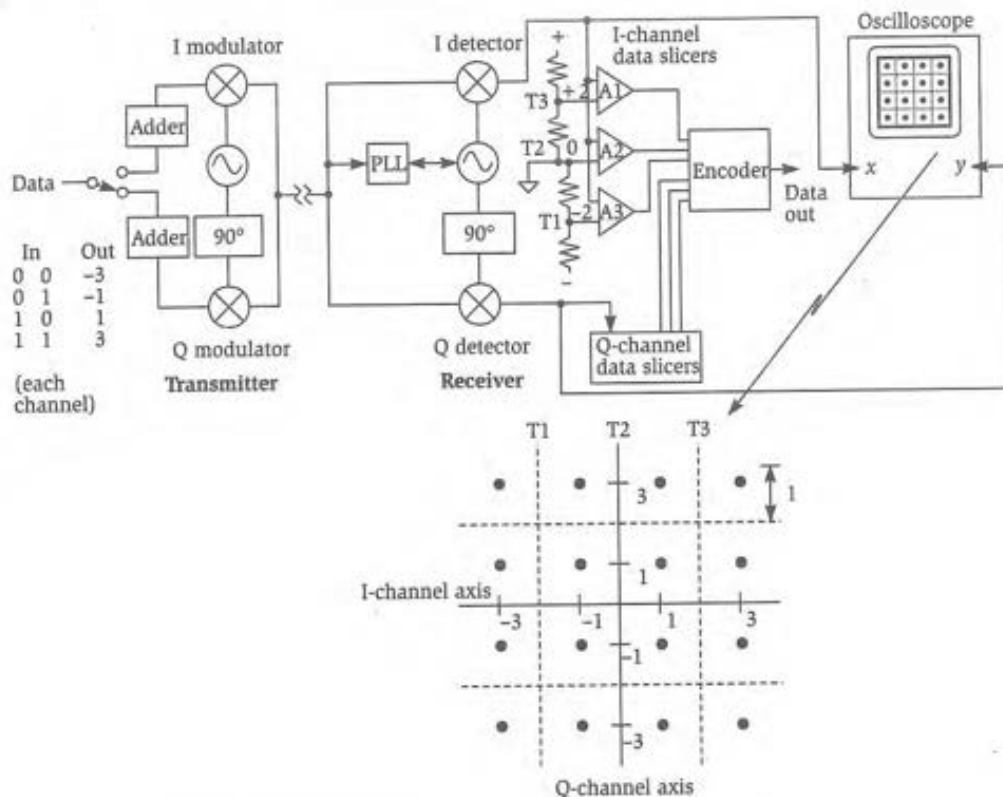 Oscilloscope
I modulator
I detector
I-channel
data slicers
+
+2
A1
T3
Adder
T2
0
A2
PLL
Encoder
x
y
Data
Data
out
-2
A3
T1
Adder
90°
90°
-
In Out
0 0 -3
0 1 -1
1 0 1
1 1 3
(each
channel)
Q modulator
Transmitter
Q detector
Receiver
Q-channel
data slicers
T1 T2 T3
3
1
1
I-channel axis
-3 -1 1 3
-1
-3
Q-channel axis